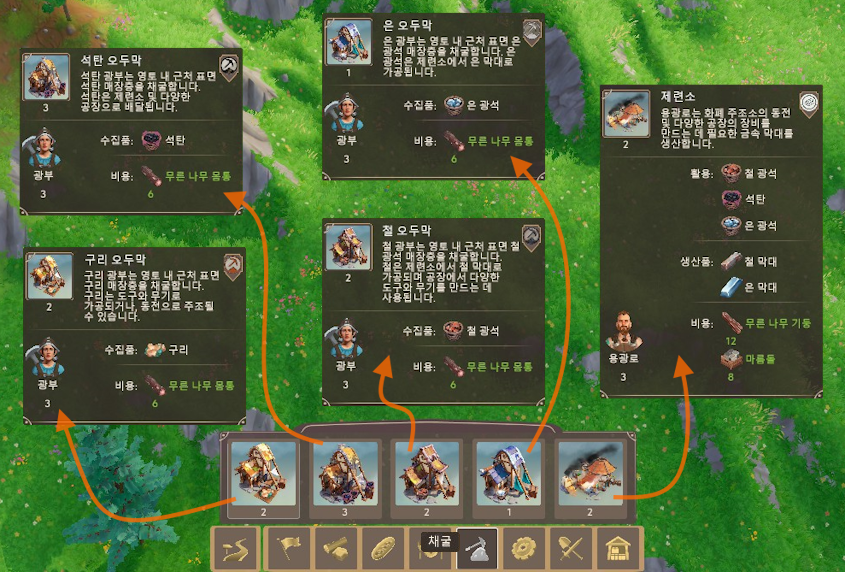 석탄 오두막
석탄 광부는 영토 내 근처 표면
석탄 매장층을 채굴합니다.
석탄은 제련소 및 다양한
공장으로 배달됩니다.
3
수집품: 석탄
광부
3
비용: 무른 나무 몸통
6
은 오두막
은 광부는 영토 내 근처 표면 은
광석 매장층을 채굴합니다. 은
광석은 제련소에서 은 막대로
가공됩니다.
1
수집품: 은 광석
광부
3
비용: 무른 나무 몸통
6
제련소
용광로는 화폐 주조소의 동전
및 다양한 공장의 장비를
만드는 데 필요한 금속 막대를
생산합니다.
2
활용: 철 광석
석탄
은 광석
생산품: 철 막대
은 막대
용광로
3
비용: 무른 나무 기둥
12
마름돌
8
구리 오두막
구리 광부는 영토 내 근처 표면
구리 매장층을 채굴합니다.
구리는 도구와 무기로
가공되거나, 동전으로 주조될
수 있습니다.
2
수집품: 구리
광부
3
비용: 무른 나무 몸통
6
철 오두막
철 광부는 영토 내 근처 표면 철
광석 매장층을 채굴합니다.
철은 제련소에서 철 막대로
가공되며 공장에서 다양한
도구와 무기를 만드는 데
사용됩니다.
2
수집품: 철 광석
광부
3
비용: 무른 나무 몸통
6
2
3
2
1
2
채굴